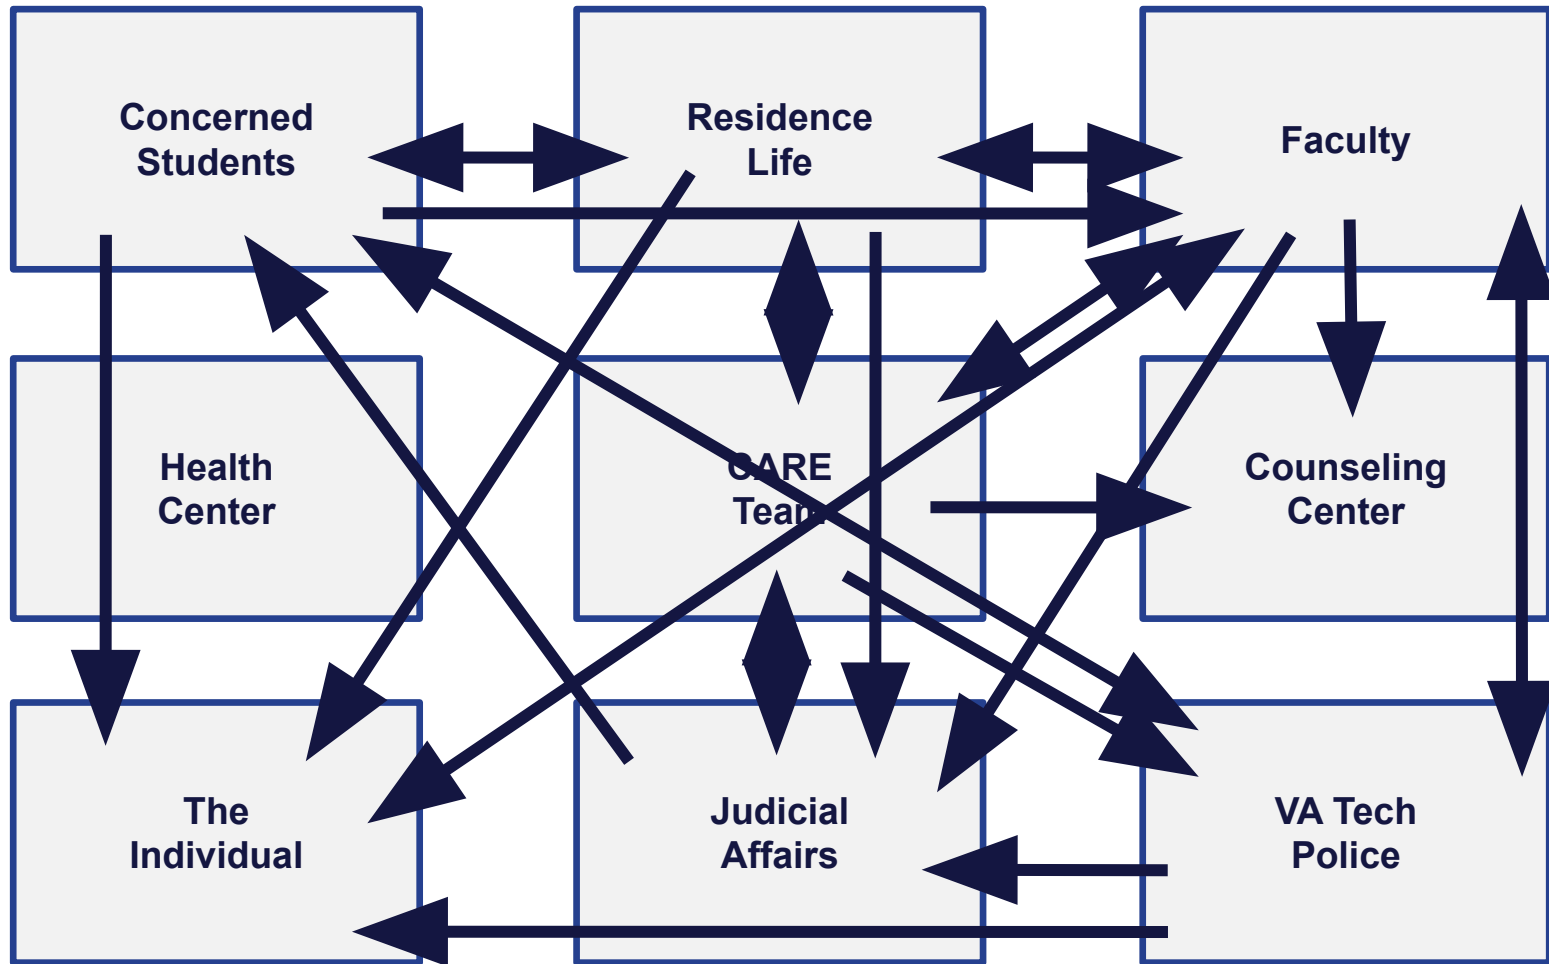 Concerned
Students
Residence
Life
Faculty
Health
Center
CARE
Team
Counseling
Center
The
Individual
Judicial
Affairs
VA Tech
Police